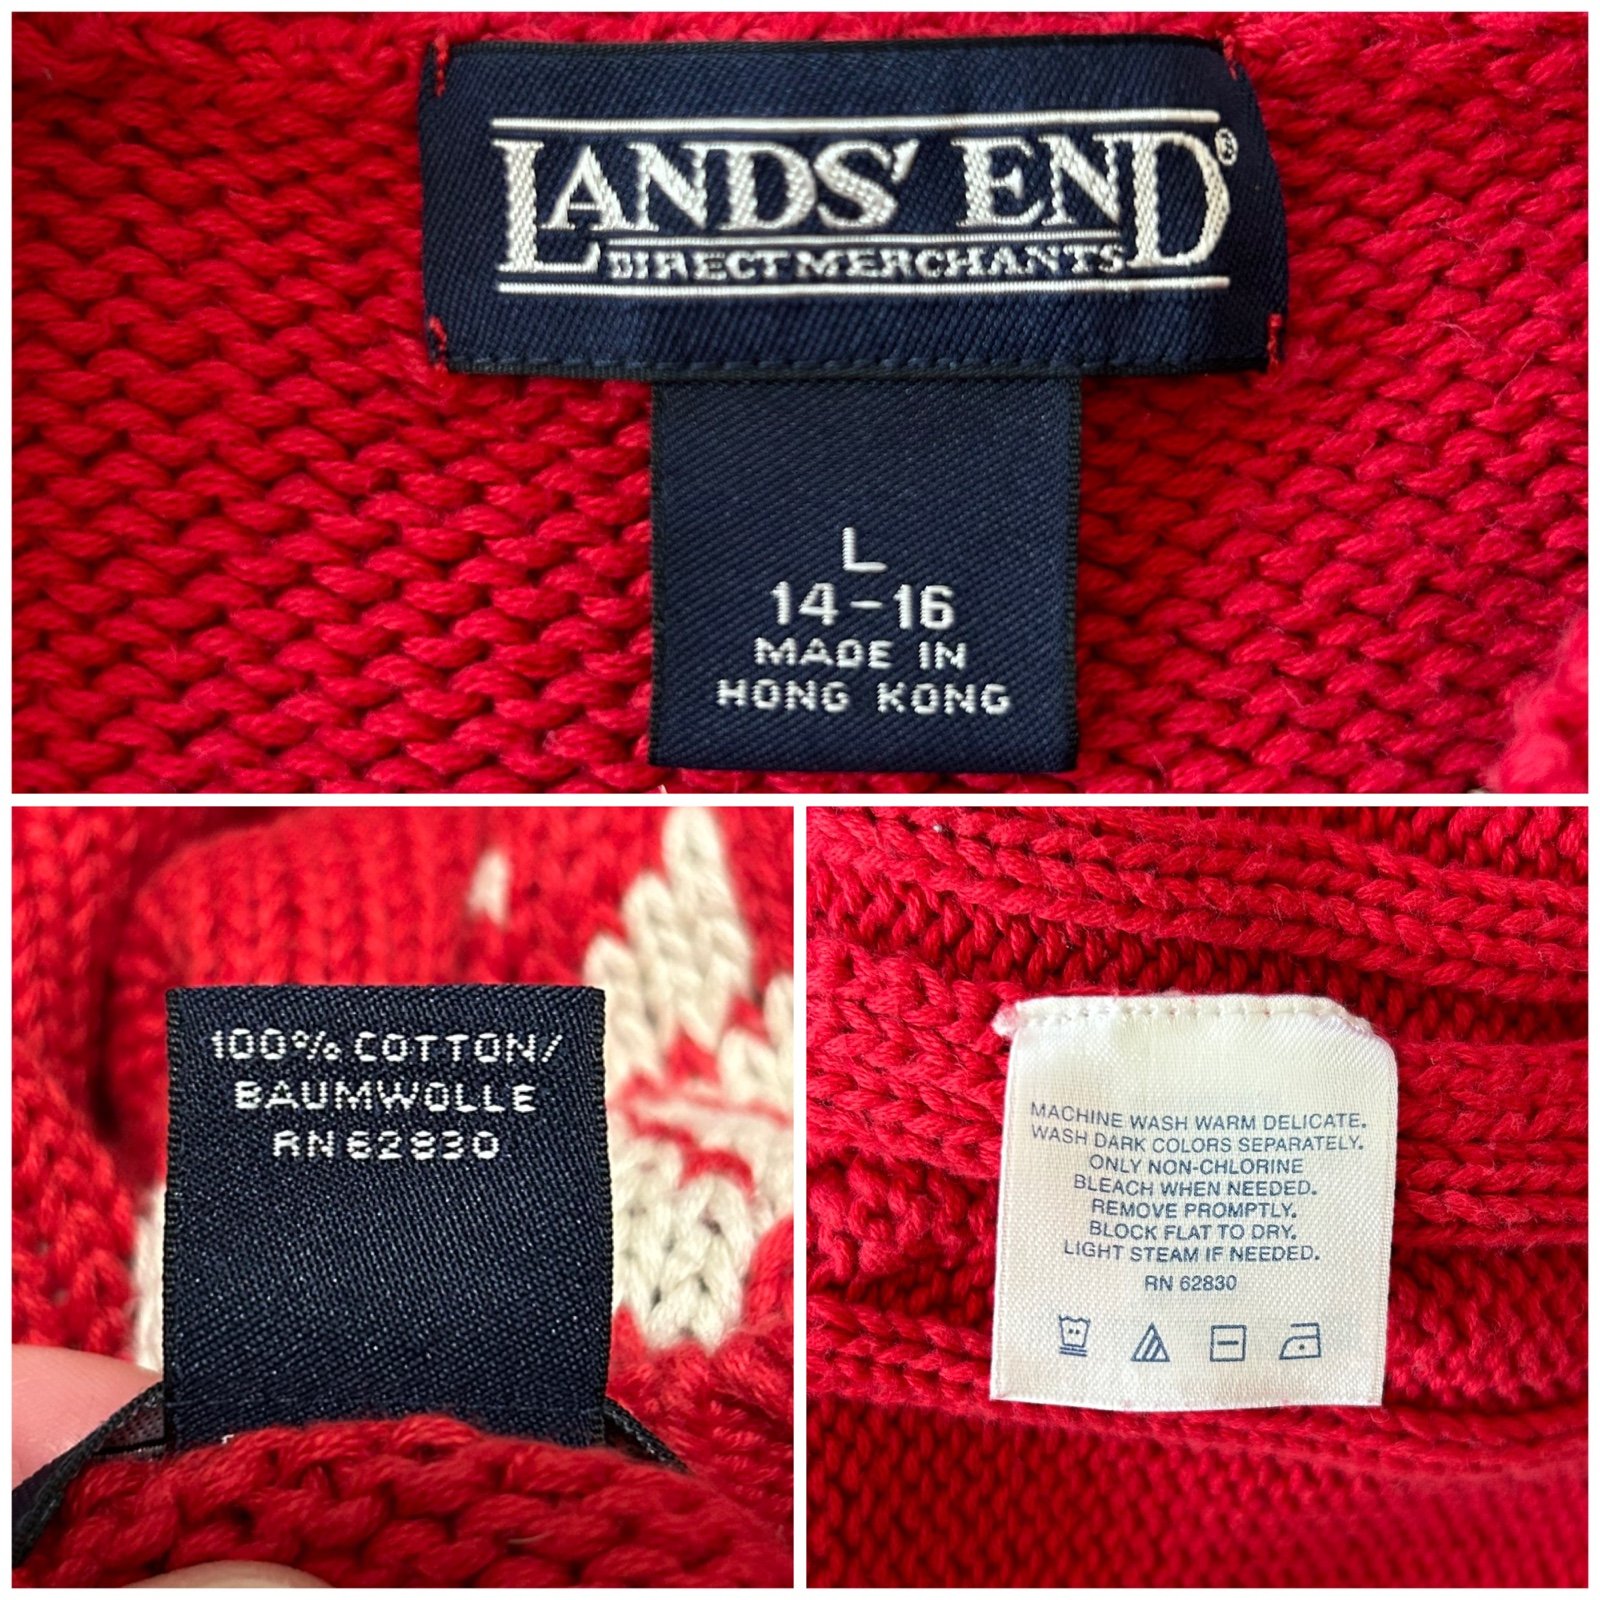 LANDS' END®
DIRECT MERCHANTS
L
14-16
MADE IN
HONG KONG
100% COTTON/
BAUMWOLLE
RN 62830
MACHINE WASH WARM DELICATE.
WASH DARK COLORS SEPARATELY.
ONLY NON-CHLORINE
BLEACH WHEN NEEDED.
REMOVE PROMPTLY.
BLOCK FLAT TO DRY.
LIGHT STEAM IF NEEDED.
RN 62830